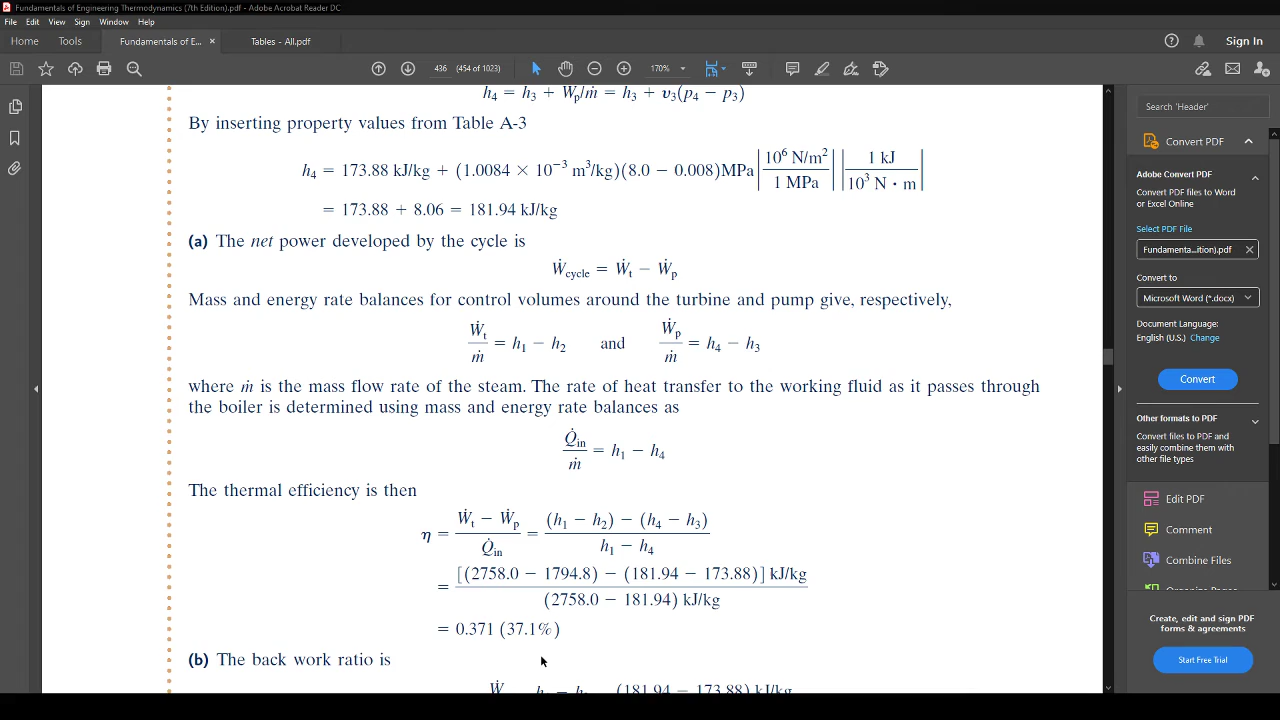 Fundamentals of Engineering Thermodynamics (7th Edition).pdf - Adobe Acrobat Reader DC
File Edit View Sign Window Help
Home Tools Fundamentals of E... × Tables - All.pdf Sign In
436 (454 of 1023) 170%
h₄ = h₃ + Ẇₚ/ṁ = h₃ + υ₃(p₄ − p₃)
By inserting property values from Table A-3
h₄ = 173.88 kJ/kg + (1.0084 × 10⁻³ m³/kg)(8.0 − 0.008)MPa |10⁶ N/m² / 1 MPa| |1 kJ / 10³ N · m|
= 173.88 + 8.06 = 181.94 kJ/kg
(a) The net power developed by the cycle is
Ẇcycle = Ẇt − Ẇp
Mass and energy rate balances for control volumes around the turbine and pump give, respectively,
Ẇt/ṁ = h₁ − h₂ and Ẇp/ṁ = h₄ − h₃
where ṁ is the mass flow rate of the steam. The rate of heat transfer to the working fluid as it passes through
the boiler is determined using mass and energy rate balances as
Q̇in/ṁ = h₁ − h₄
The thermal efficiency is then
η = (Ẇt − Ẇp)/Q̇in = [(h₁ − h₂) − (h₄ − h₃)]/(h₁ − h₄)
= [(2758.0 − 1794.8) − (181.94 − 173.88)] kJ/kg / (2758.0 − 181.94) kJ/kg
= 0.371 (37.1%)
(b) The back work ratio is
(181.94 − 173.88) kJ/kg
Search 'Header'
Convert PDF
Adobe Convert PDF
Convert PDF files to Word
or Excel Online
Select PDF File
Fundamenta...ition).pdf
Convert to
Microsoft Word (*.docx)
Document Language:
English (U.S.) Change
Convert
Other formats to PDF
Convert files to PDF and
easily combine them with
other file types
Edit PDF
Comment
Combine Files
Create, edit and sign PDF
forms & agreements
Start Free Trial